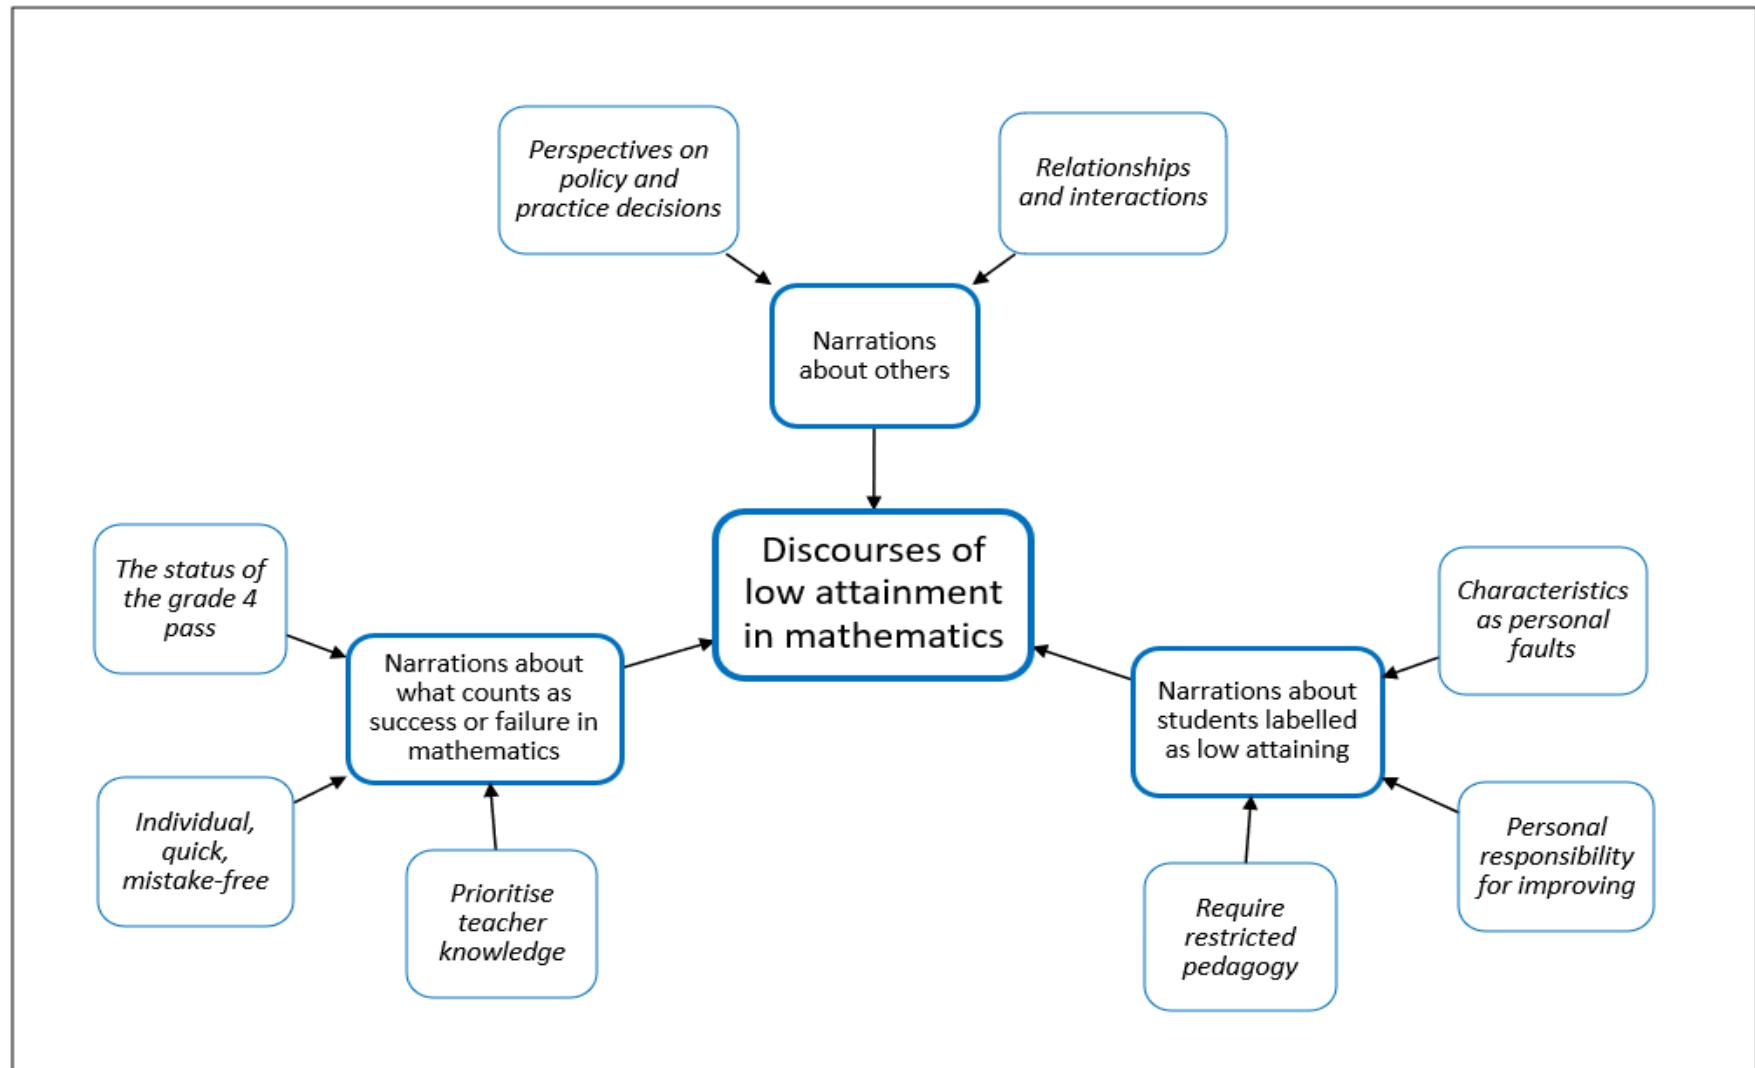 Perspectives on
policy and
practice decisions
Relationships
and interactions
Narrations
about others
Discourses of
low attainment
in mathematics
The status of
the grade 4
pass
Narrations about
what counts as
success or failure in
mathematics
Individual,
quick,
mistake-free
Prioritise
teacher
knowledge
Characteristics
as personal
faults
Narrations about
students labelled
as low attaining
Personal
responsibility
for improving
Require
restricted
pedagogy